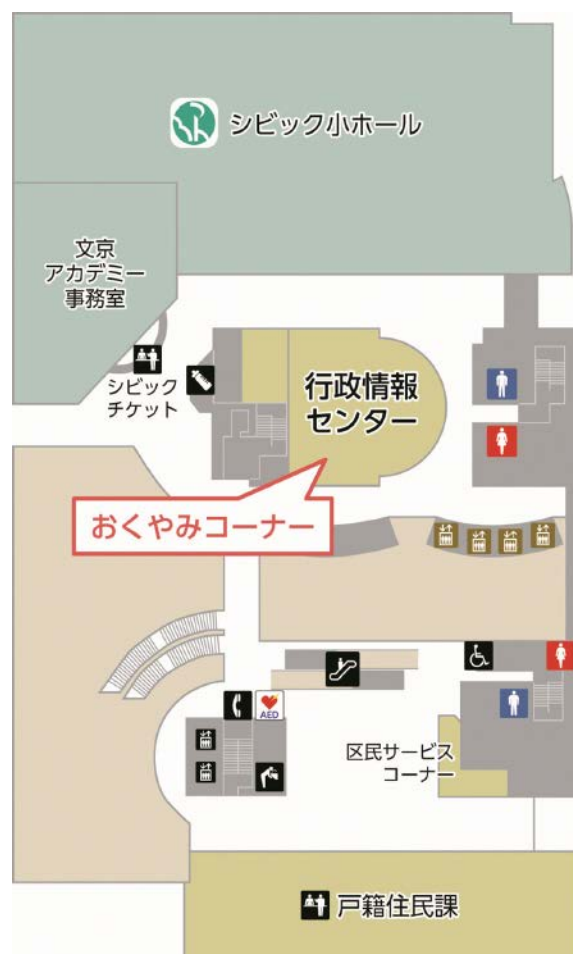 シビック小ホール
文京
アカデミー
事務室
シビック
チケット
行政情報
センター
おくやみコーナー
AED
区民サービス
コーナー
戸籍住民課